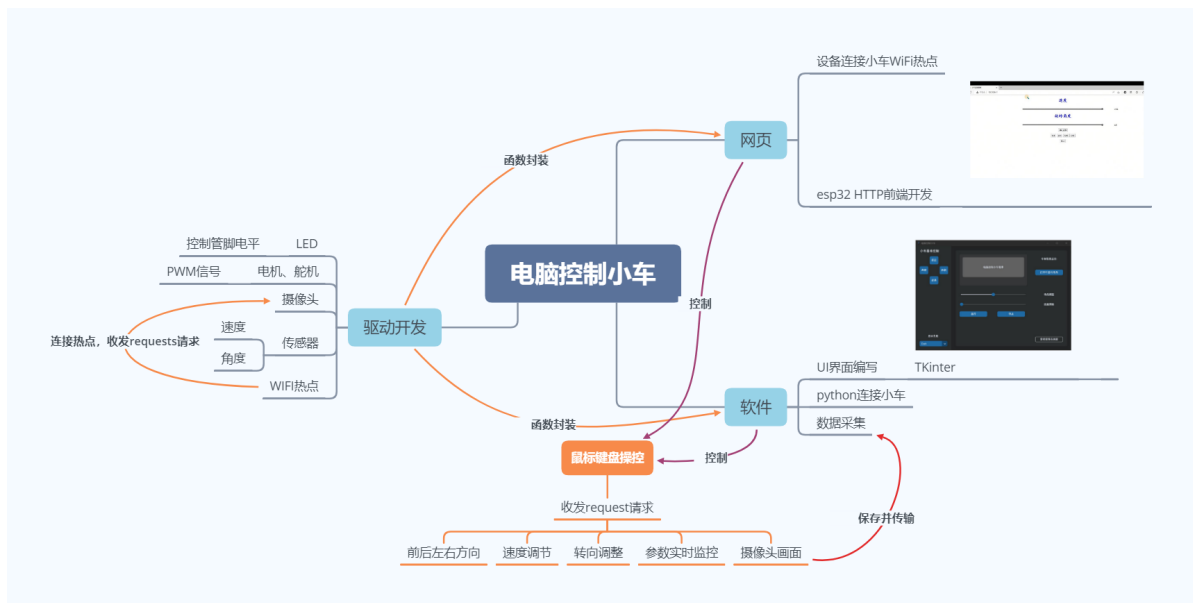 设备连接小车WiFi热点
网页
函数封装
esp32 HTTP前端开发
控制管脚电平
LED
电脑控制小车
PWM信号
电机、舵机
摄像头
控制
速度
驱动开发
连接热点，收发requests请求
传感器
角度
UI界面编写
TKinter
WIFI热点
python连接小车
软件
数据采集
函数封装
鼠标键盘操控
控制
收发request请求
保存并传输
前后左右方向
速度调节
转向调整
参数实时监控
摄像头画面